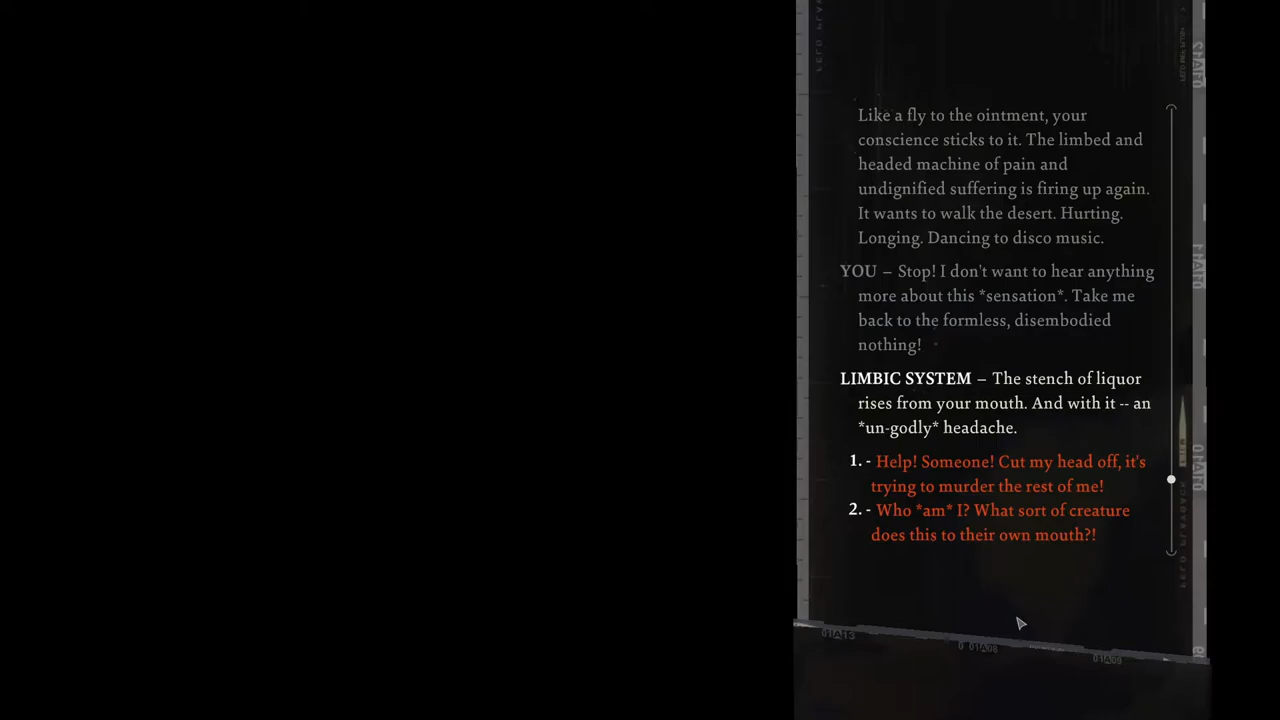 Like a fly to the ointment, your
conscience sticks to it. The limbed and
headed machine of pain and
undignified suffering is firing up again.
It wants to walk the desert. Hurting.
Longing. Dancing to disco music.
YOU – Stop! I don't want to hear anything
more about this *sensation*. Take me
back to the formless, disembodied
nothing!
LIMBIC SYSTEM – The stench of liquor
rises from your mouth. And with it -- an
*un-godly* headache.
1. - Help! Someone! Cut my head off, it's
trying to murder the rest of me!
2. - Who *am* I? What sort of creature
does this to their own mouth?!
01A13
0 01A08
01A09